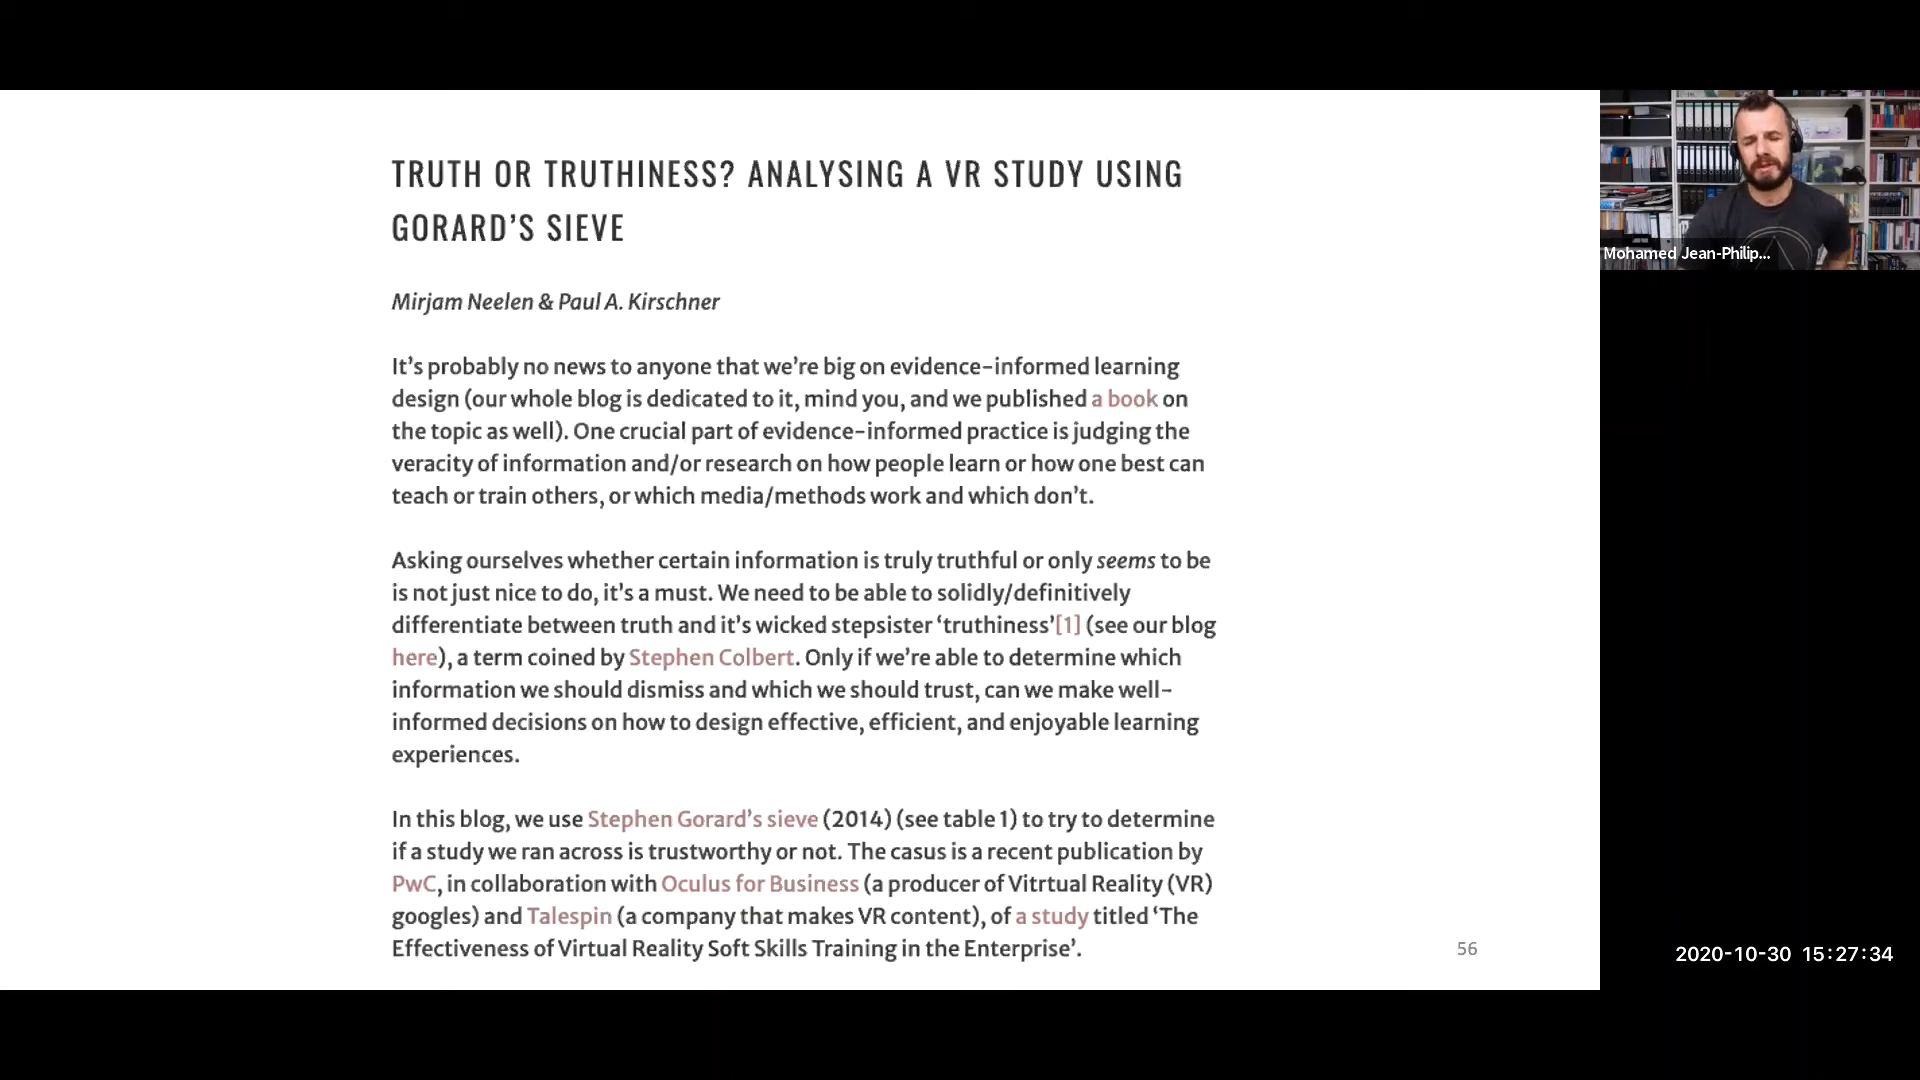 TRUTH OR TRUTHINESS? ANALYSING A VR STUDY USING
GORARD’S SIEVE
Mirjam Neelen & Paul A. Kirschner
It’s probably no news to anyone that we’re big on evidence-informed learning
design (our whole blog is dedicated to it, mind you, and we published a book on
the topic as well). One crucial part of evidence-informed practice is judging the
veracity of information and/or research on how people learn or how one best can
teach or train others, or which media/methods work and which don’t.
Asking ourselves whether certain information is truly truthful or only seems to be
is not just nice to do, it’s a must. We need to be able to solidly/definitively
differentiate between truth and it’s wicked stepsister ‘truthiness’[1] (see our blog
here), a term coined by Stephen Colbert. Only if we’re able to determine which
information we should dismiss and which we should trust, can we make well-
informed decisions on how to design effective, efficient, and enjoyable learning
experiences.
In this blog, we use Stephen Gorard’s sieve (2014) (see table 1) to try to determine
if a study we ran across is trustworthy or not. The casus is a recent publication by
PwC, in collaboration with Oculus for Business (a producer of Vitrtual Reality (VR)
googles) and Talespin (a company that makes VR content), of a study titled ‘The
Effectiveness of Virtual Reality Soft Skills Training in the Enterprise’.
56
Mohamed Jean-Philip...
2020-10-30 15:27:34